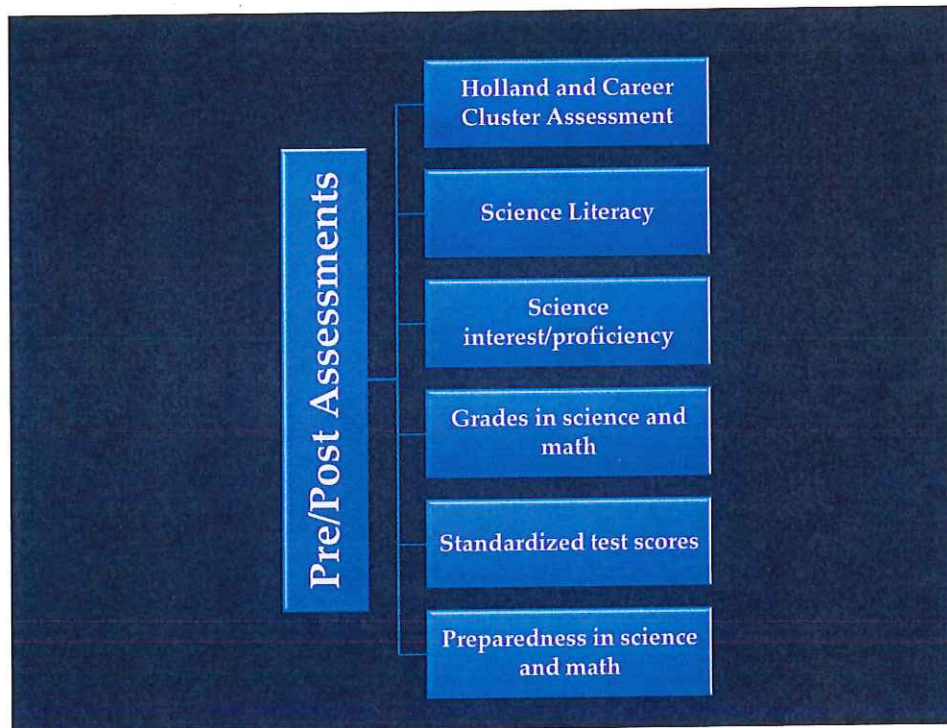 Pre/Post Assessments
Holland and Career
Cluster Assessment
Science Literacy
Science
interest/proficiency
Grades in science and
math
Standardized test scores
Preparedness in science
and math